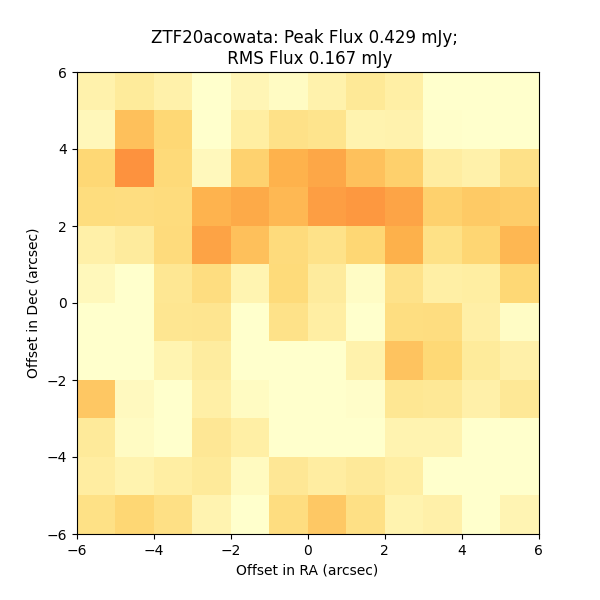 ZTF20acowata: Peak Flux 0.429 mJy;
RMS Flux 0.167 mJy
6
4
2
0
−2
−4
−6
Offset in Dec (arcsec)
−6 −4 −2 0 2 4 6
Offset in RA (arcsec)